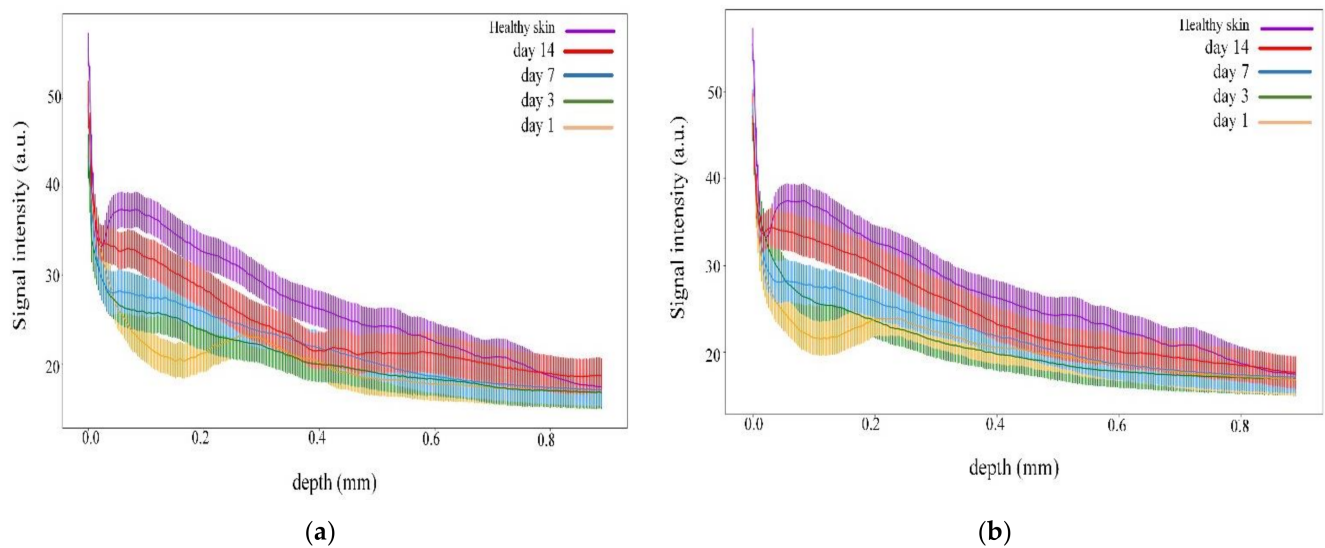 Healthy skin
day 14
day 7
day 3
day 1
50
40
30
20
Signal intensity (a.u.)
0.0 0.2 0.4 0.6 0.8
depth (mm)
(a)
Healthy skin
day 14
day 7
day 3
day 1
50
40
30
20
Signal intensity (a.u.)
0.0 0.2 0.4 0.6 0.8
depth (mm)
(b)